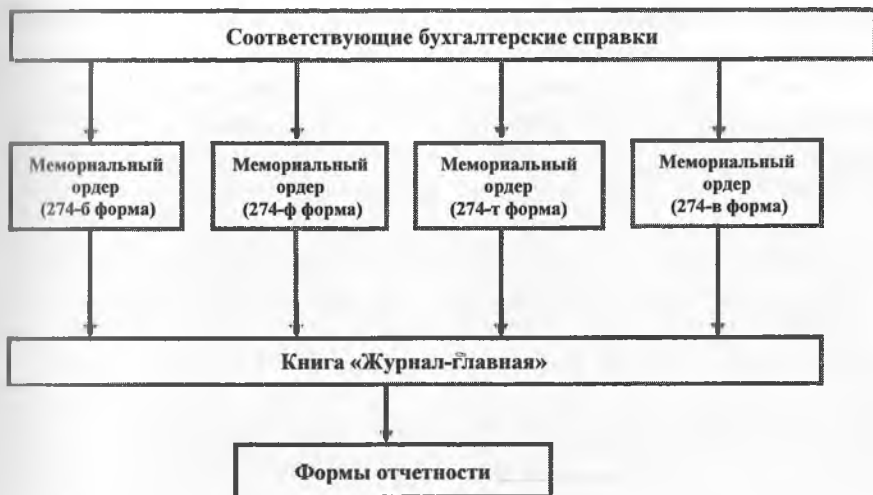 Соответствующие бухгалтерские справки
Мемориальный
ордер
(274-б форма)
Мемориальный
ордер
(274-ф форма)
Мемориальный
ордер
(274-т форма)
Мемориальный
ордер
(274-в форма)
Книга «Журнал-главная»
Формы отчетности